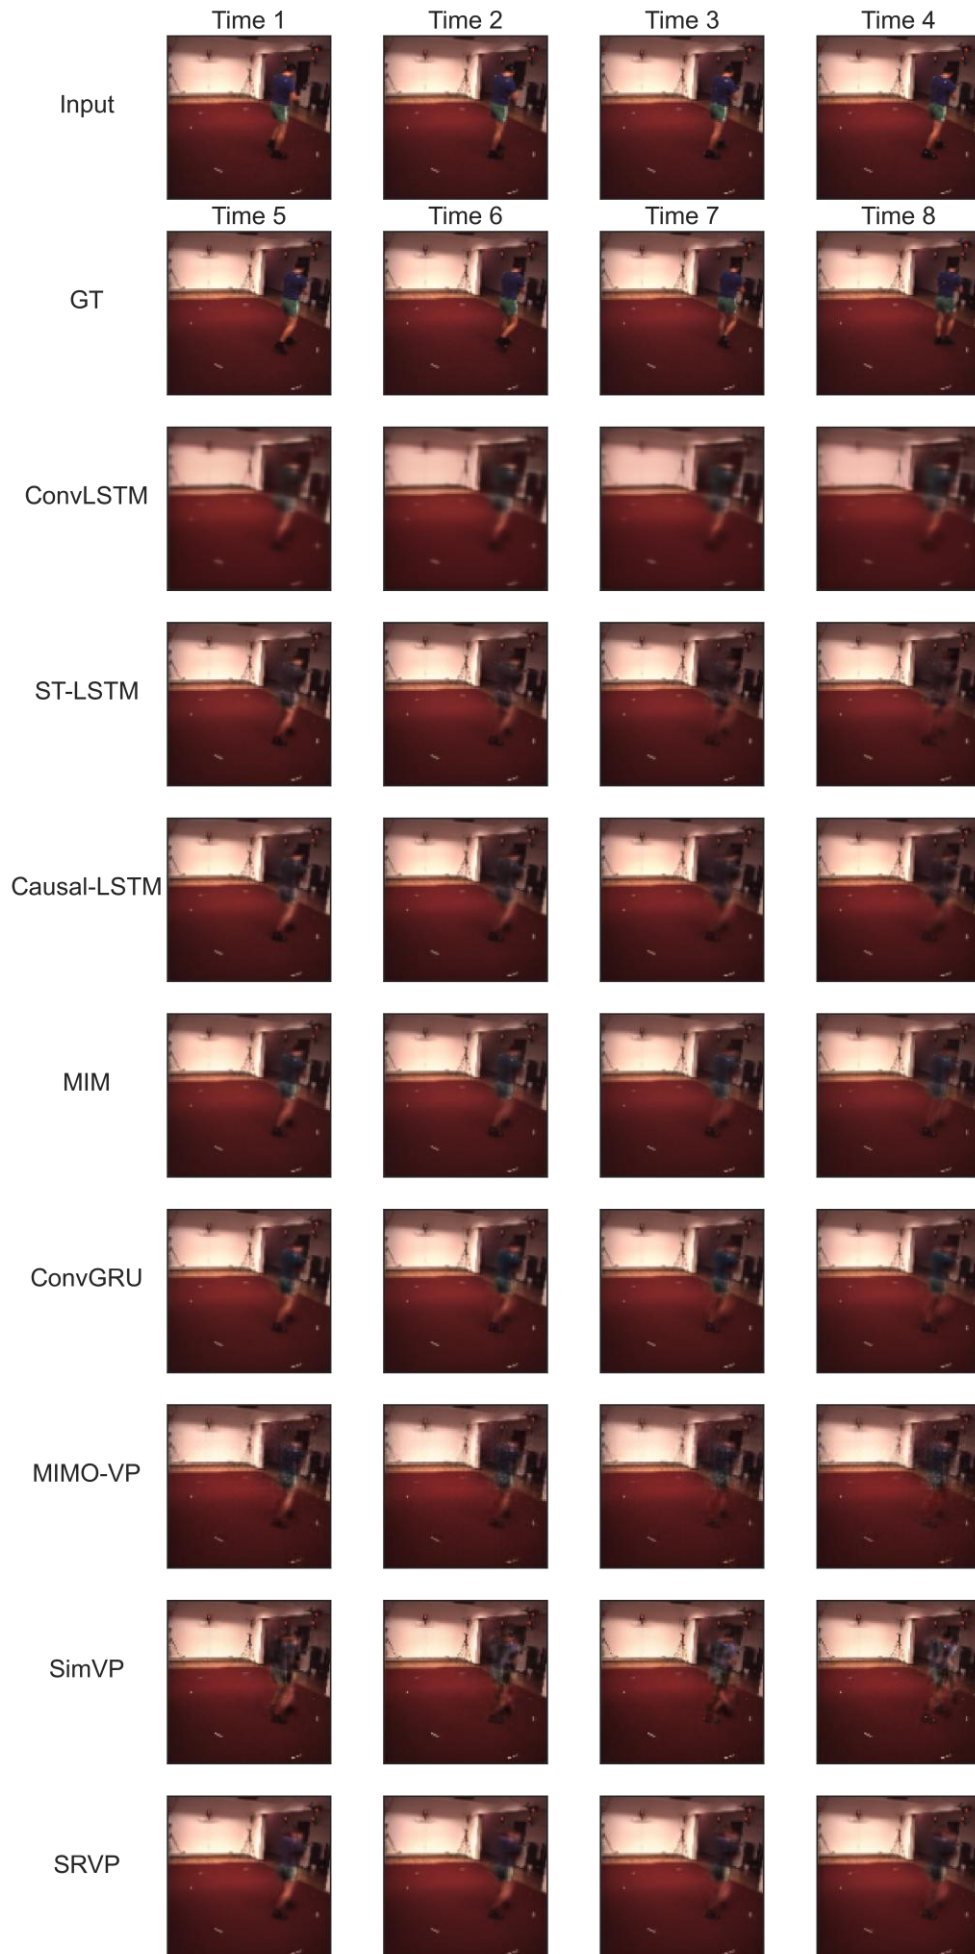 Time 1 Time 2 Time 3 Time 4
Input
Time 5 Time 6 Time 7 Time 8
GT
ConvLSTM
ST-LSTM
Causal-LSTM
MIM
ConvGRU
MIMO-VP
SimVP
SRVP